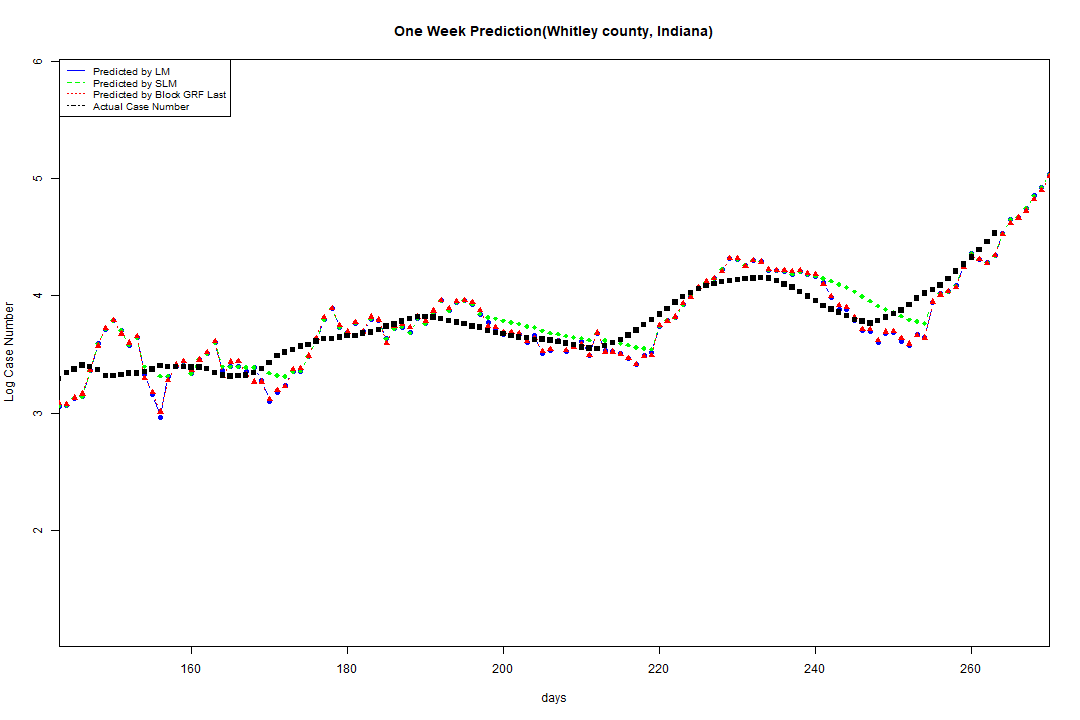 One Week Prediction(Whitley county, Indiana)
Predicted by LM
Predicted by SLM
Predicted by Block GRF Last
Actual Case Number
6
5
4
3
2
Log Case Number
160 180 200 220 240 260
days